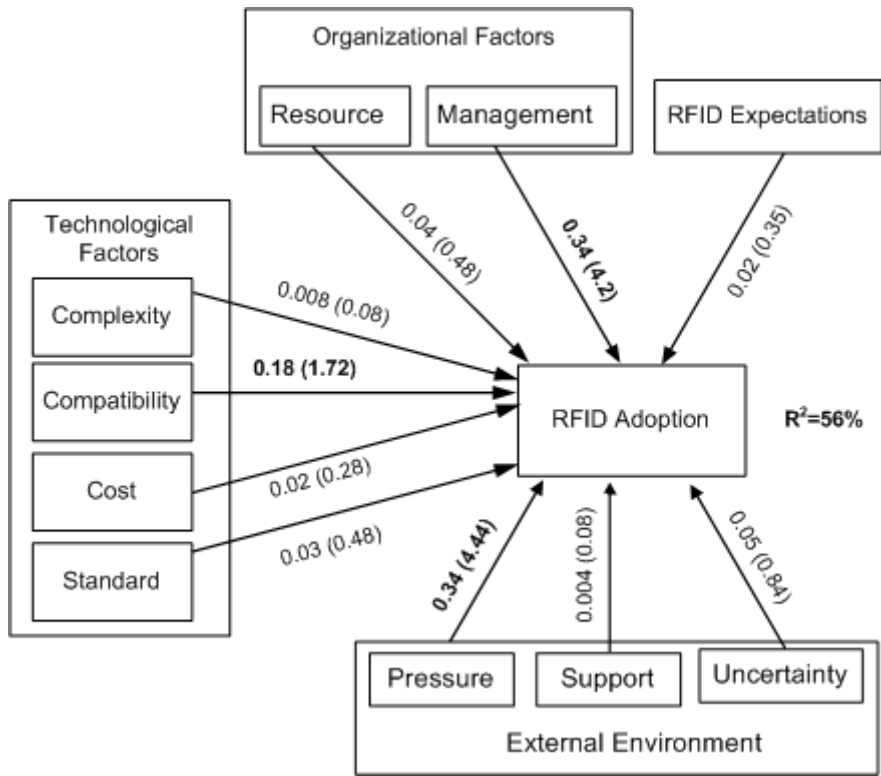 Organizational Factors
Resource
Management
RFID Expectations
0.04 (0.48)
0.34 (4.2)
0.02 (0.35)
Technological
Factors
Complexity
0.008 (0.08)
Compatibility
0.18 (1.72)
Cost
0.02 (0.28)
Standard
0.03 (0.48)
RFID Adoption
R²=56%
0.34 (4.44)
0.004 (0.08)
0.05 (0.84)
Pressure
Support
Uncertainty
External Environment